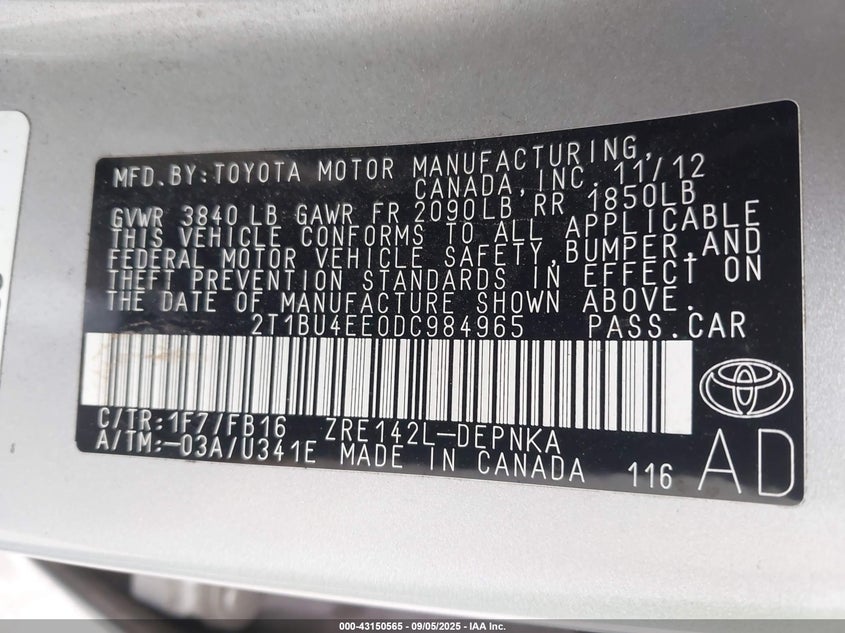 MFD.BY:TOYOTA MOTOR MANUFACTURING,
CANADA,INC. 11/12
GVWR 3840 LB GAWR FR 2090LB RR 1850LB
THIS VEHICLE CONFORMS TO ALL APPLICABLE
FEDERAL MOTOR VEHICLE SAFETY,BUMPER,AND
THEFT PREVENTION STANDARDS IN EFFECT ON
THE DATE OF MANUFACTURE SHOWN ABOVE.
2T1BU4EE0DC984965 PASS.CAR
C/TR:1F7/FB16 ZRE142L-DEPNKA
A/TM:-03A/U341E MADE IN CANADA 116
AD
000-43150565 - 09/05/2025 - IAA Inc.